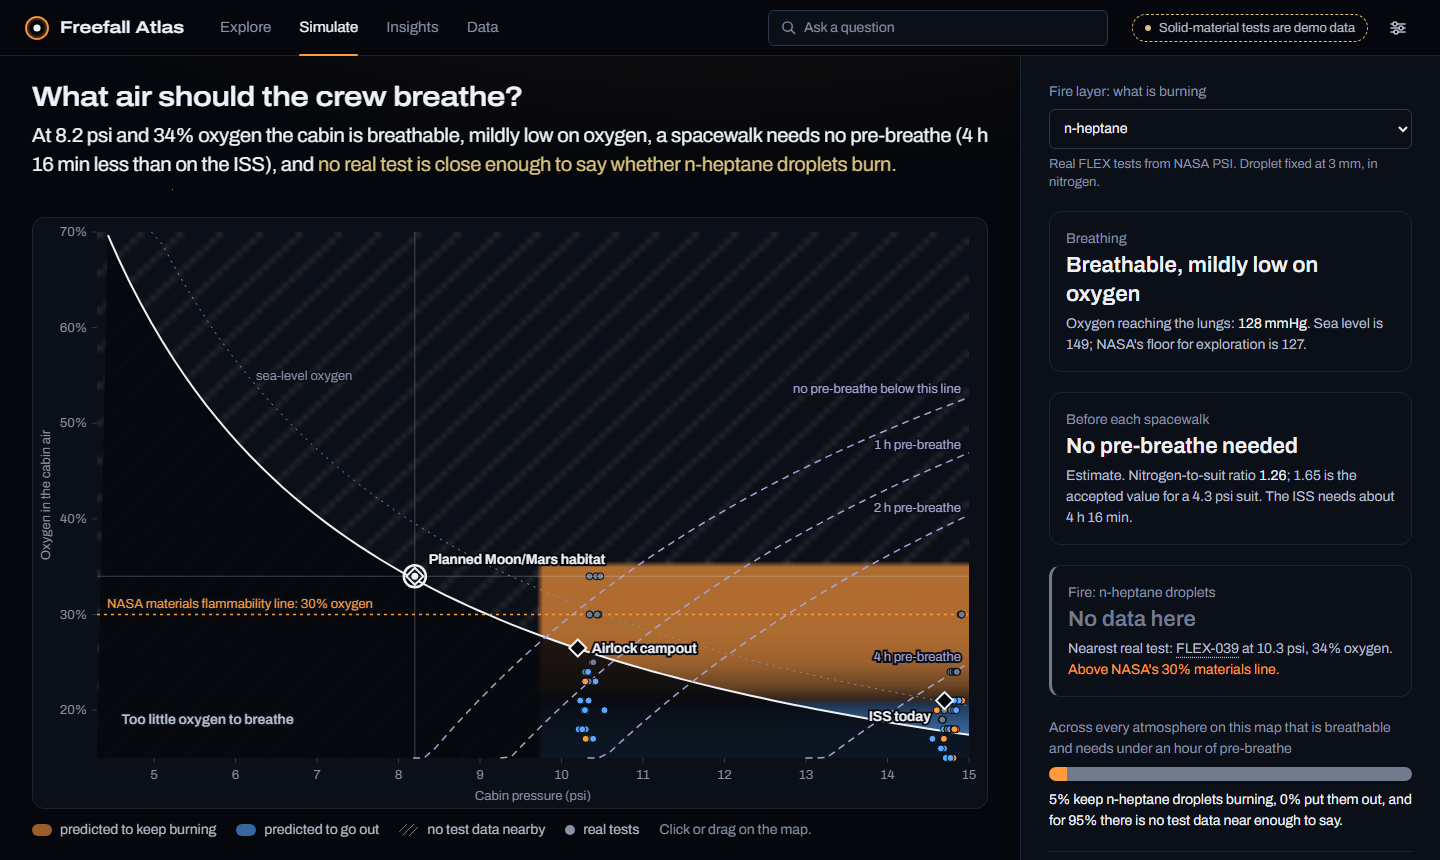 Freefall Atlas
Explore
Simulate
Insights
Data
Ask a question
Solid-material tests are demo data
What air should the crew breathe?
At 8.2 psi and 34% oxygen the cabin is breathable, mildly low on oxygen, a spacewalk needs no pre-breathe (4 h
16 min less than on the ISS), and no real test is close enough to say whether n-heptane droplets burn.
70%
60%
50%
40%
30%
20%
Oxygen in the cabin air
sea-level oxygen
no pre-breathe below this line
1 h pre-breathe
2 h pre-breathe
Planned Moon/Mars habitat
NASA materials flammability line: 30% oxygen
Airlock campout
4 h pre-breathe
ISS today
Too little oxygen to breathe
5
6
7
8
9
10
11
12
13
14
15
Cabin pressure (psi)
predicted to keep burning
predicted to go out
no test data nearby
real tests
Click or drag on the map.
Fire layer: what is burning
n-heptane
Real FLEX tests from NASA PSI. Droplet fixed at 3 mm, in
nitrogen.
Breathing
Breathable, mildly low on
oxygen
Oxygen reaching the lungs: 128 mmHg. Sea level is
149; NASA's floor for exploration is 127.
Before each spacewalk
No pre-breathe needed
Estimate. Nitrogen-to-suit ratio 1.26; 1.65 is the
accepted value for a 4.3 psi suit. The ISS needs about
4 h 16 min.
Fire: n-heptane droplets
No data here
Nearest real test: FLEX-039 at 10.3 psi, 34% oxygen.
Above NASA's 30% materials line.
Across every atmosphere on this map that is breathable
and needs under an hour of pre-breathe
5% keep n-heptane droplets burning, 0% put them out, and
for 95% there is no test data near enough to say.